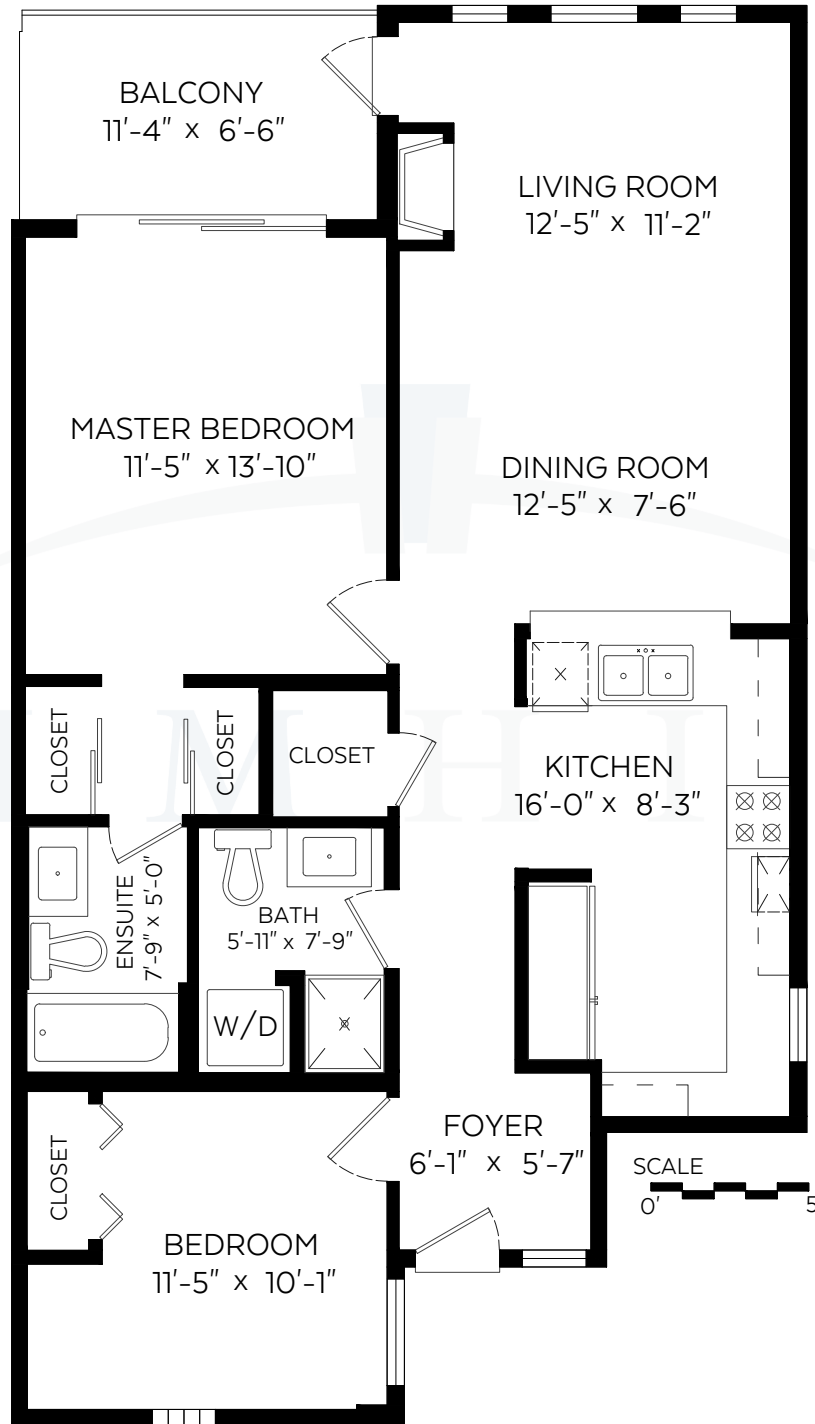 BALCONY
11'-4" x 6'-6"
LIVING ROOM
12'-5" x 11'-2"
MASTER BEDROOM
11'-5" x 13'-10"
DINING ROOM
12'-5" x 7'-6"
CLOSET
CLOSET
CLOSET
KITCHEN
16'-0" x 8'-3"
ENSUITE
7'-9" x 5'-0"
BATH
5'-11" x 7'-9"
W/D
FOYER
6'-1" x 5'-7"
SCALE
0' 5
CLOSET
BEDROOM
11'-5" x 10'-1"
M H I